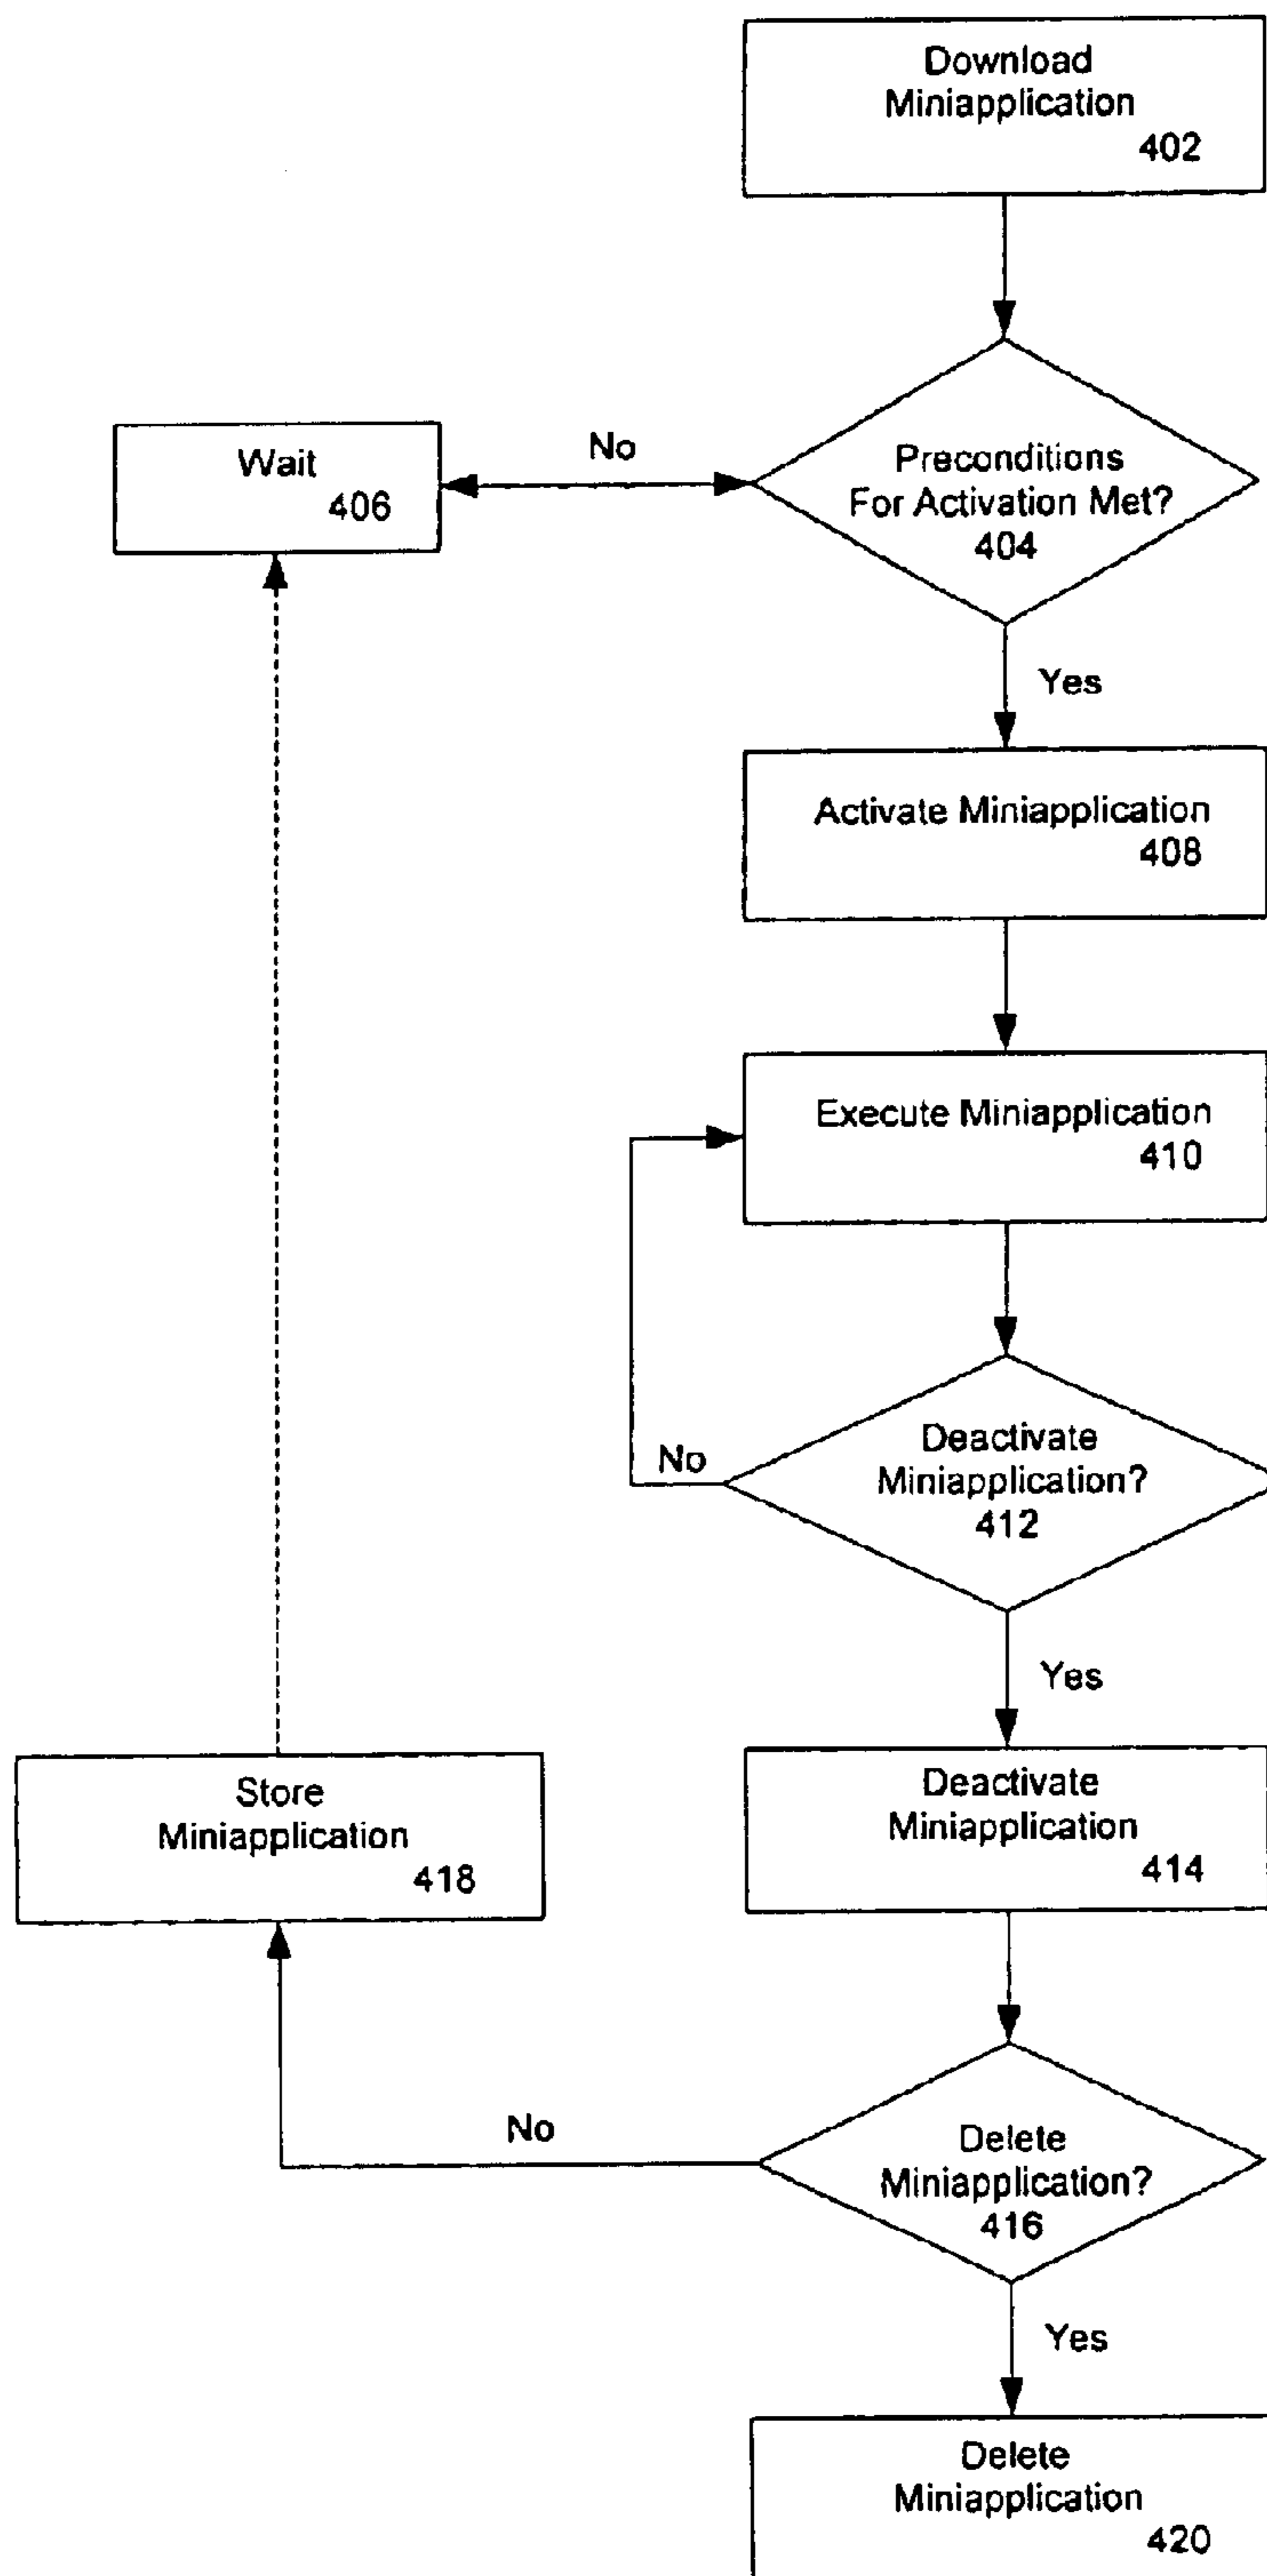 Download
Miniapplication
402
No
Wait
406
Preconditions
For Activation Met?
404
Yes
Activate Miniapplication
408
Execute Miniapplication
410
No
Deactivate
Miniapplication?
412
Yes
Store
Miniapplication
418
Deactivate
Miniapplication
414
No
Delete
Miniapplication?
416
Yes
Delete
Miniapplication
420